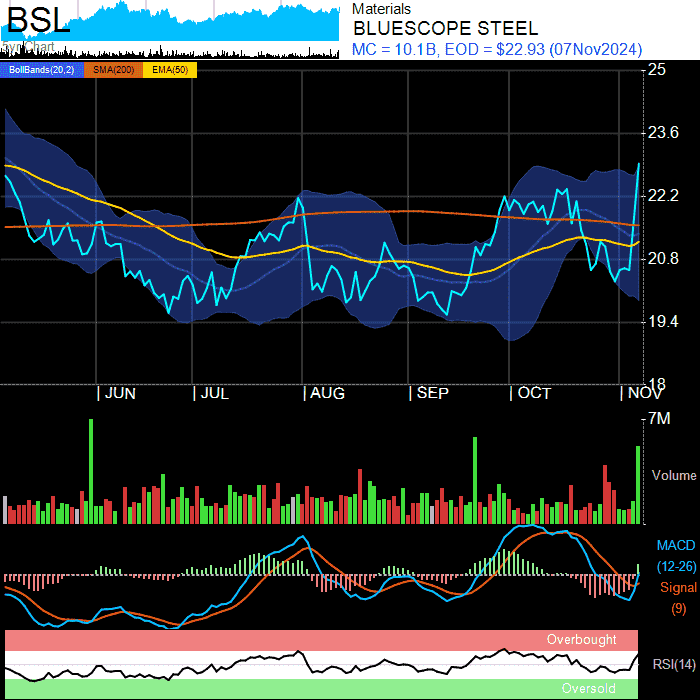 BSL
Materials
BLUESCOPE STEEL
MC = 10.1B, EOD = $22.93 (07Nov2024)
BollBands(20,2) SMA(200) EMA(50)
25
23.6
22.2
20.8
19.4
18
JUN JUL AUG SEP OCT NOV
7M
Volume
MACD
(12-26)
Signal
(9)
Overbought
RSI(14)
Oversold